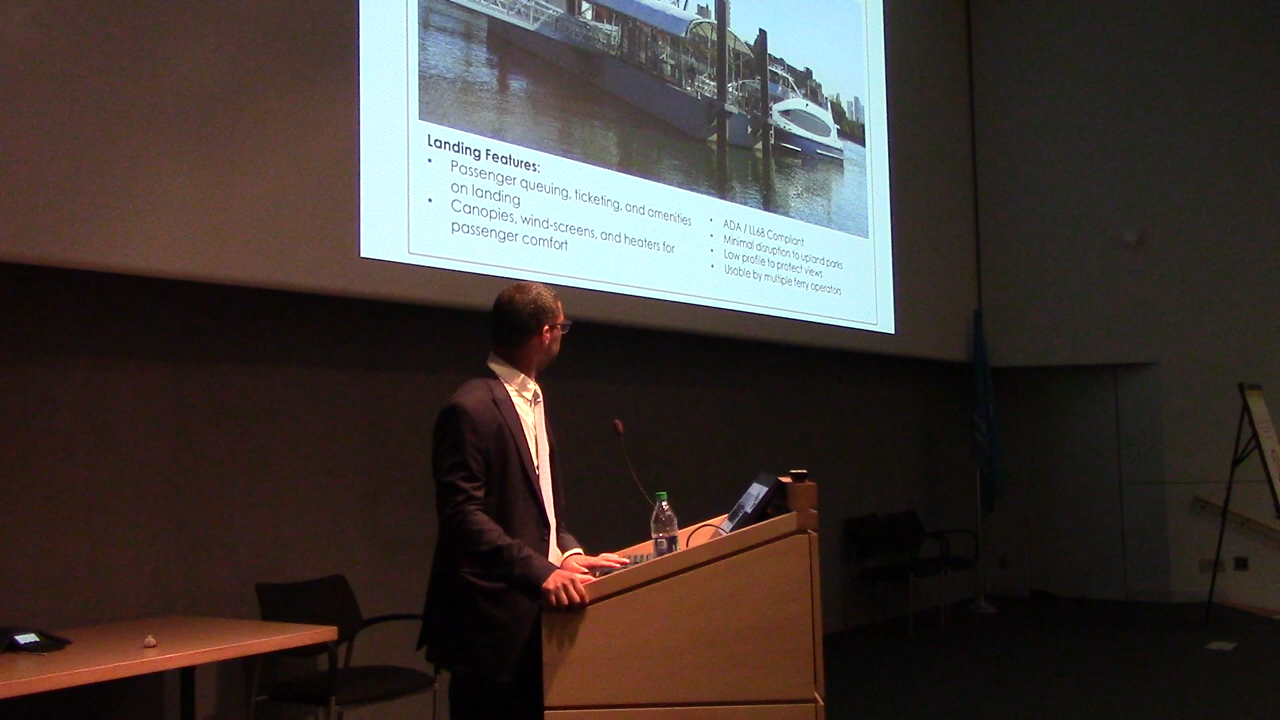 Landing Features:
• Passenger queuing, ticketing, and amenities
on landing
• Canopies, wind-screens, and heaters for
passenger comfort
• ADA / LL68 Compliant
• Minimal disruption to upland parks
• Low profile to protect views
• Usable by multiple ferry operators